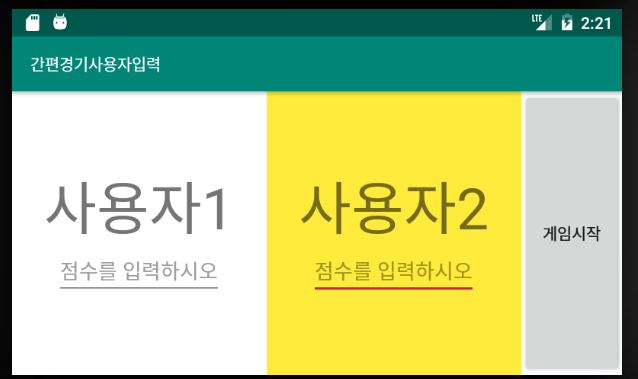 LTE 2:21
간편경기사용자입력
사용자1
점수를 입력하시오
사용자2
점수를 입력하시오
게임시작